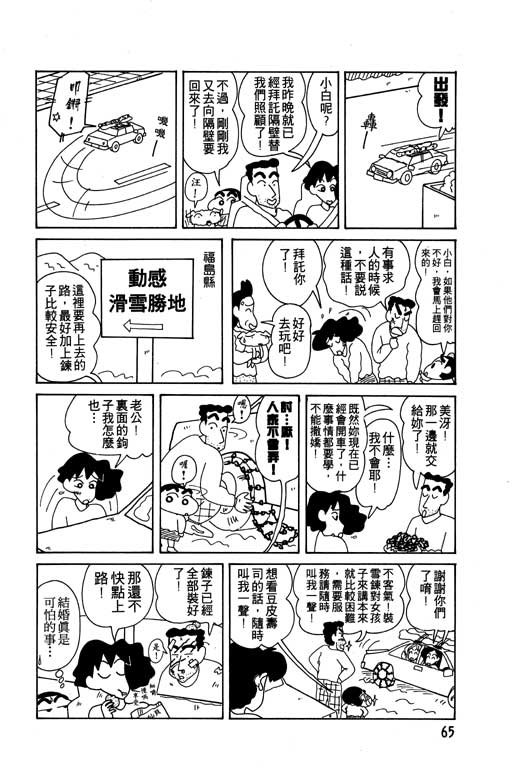 出發！
轟
小白呢？
我昨晚就已
經拜託隔壁替
我們照顧了！
不過，剛剛我
又去向隔壁要
回來了！
汪！
嘰
嘰
小白，如果他們對你
不好，我會馬上趕回
來的！
有事求
人的時候
，不要說
這種話！
拜託你
了！
好好
去玩吧！
福島縣
動感
滑雪勝地
這裡要再上去的
路，最好加上鍊
子比較安全！
美冴！
那一邊就交
給妳了！
什麼…
我不會耶！
既然妳現在已
經會開車了，什
麼事情都要學，
不能撒嬌！
討…厭！
人家不會弄！
喔！
老公！
裏面的鉤
子我怎麼
也…
謝謝你們
了唷！
不客氣！裝
雪鍊對女孩
子來講本來
就比較困難
，需要服
務請隨時
叫我一聲！
想看豆皮壽
司的話，隨時
叫我一聲！
鍊子已經
全部裝好
了！
是！
那還不
快點上
路！
結婚真是
可怕的事…
65